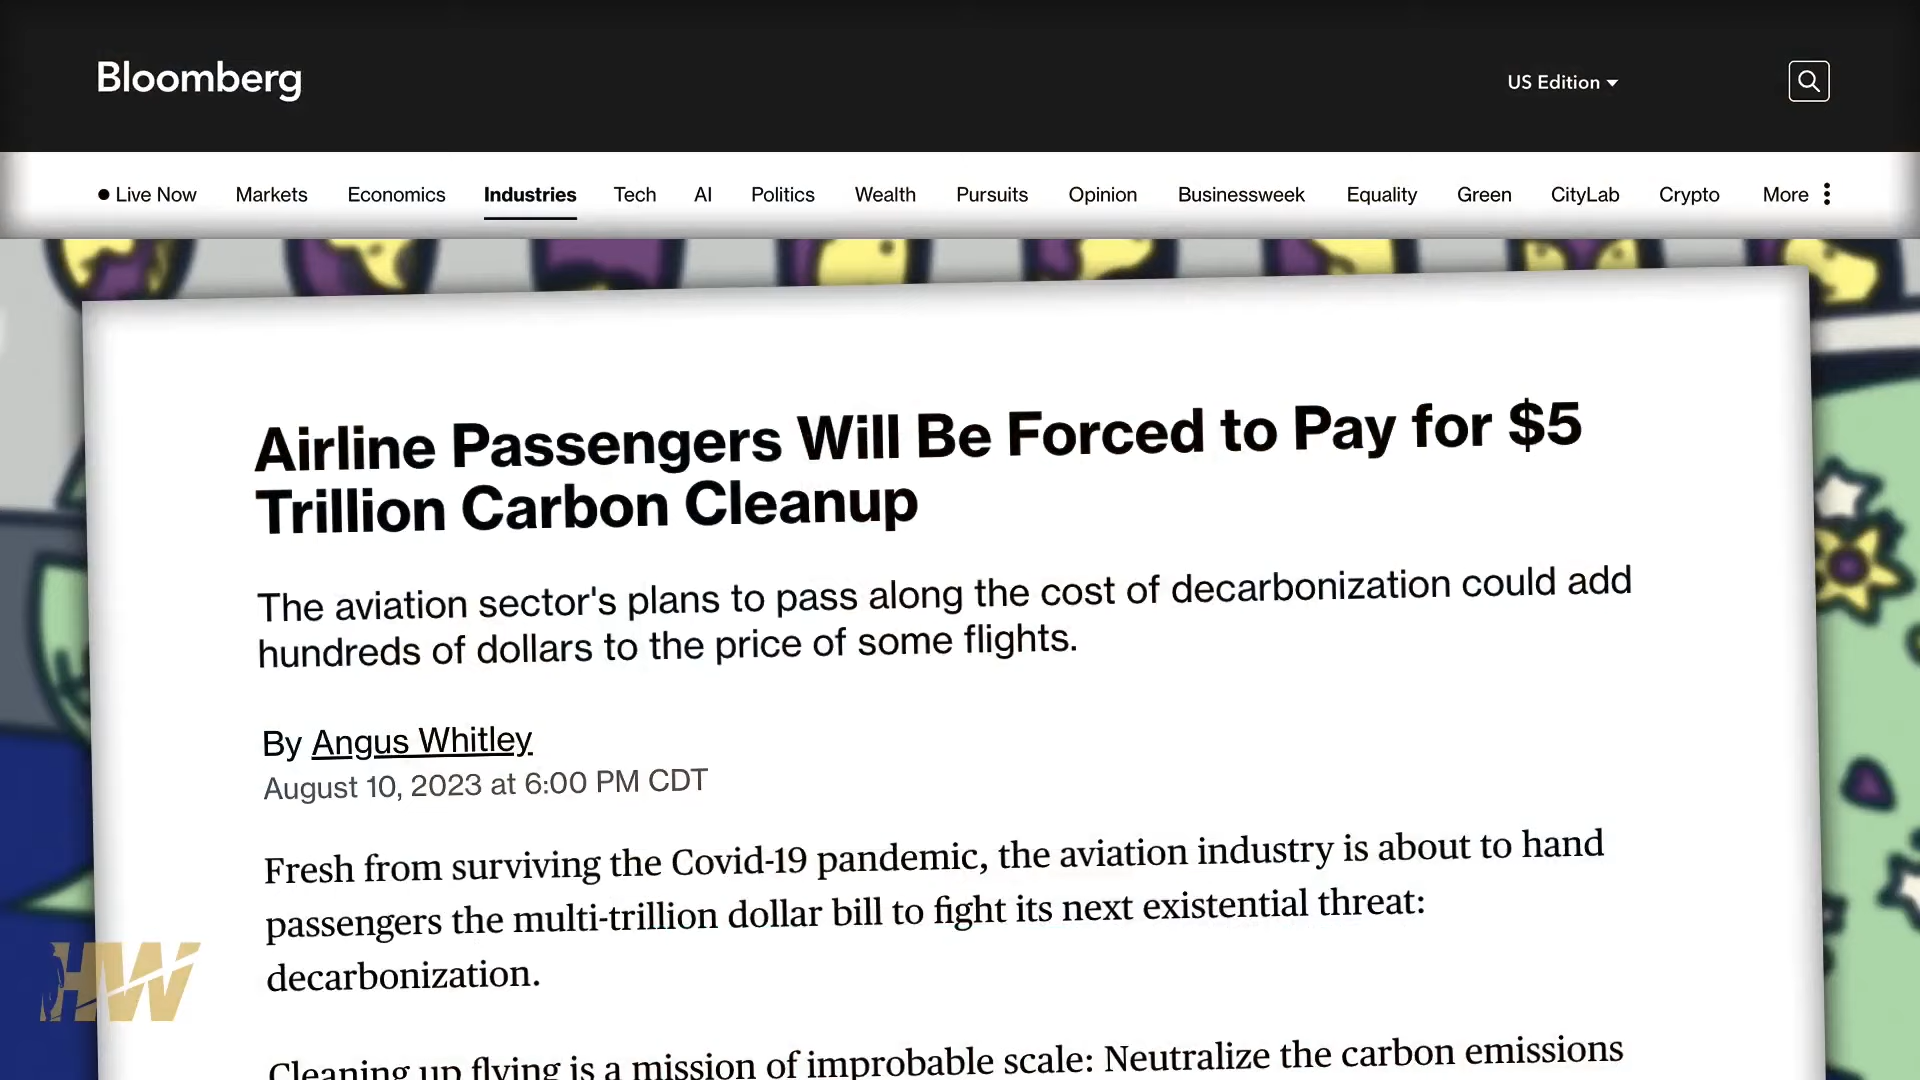 Bloomberg
US Edition
Live Now Markets Economics Industries Tech AI Politics Wealth Pursuits Opinion Businessweek Equality Green CityLab Crypto More
Airline Passengers Will Be Forced to Pay for $5
Trillion Carbon Cleanup
The aviation sector's plans to pass along the cost of decarbonization could add
hundreds of dollars to the price of some flights.
By Angus Whitley
August 10, 2023 at 6:00 PM CDT
Fresh from surviving the Covid-19 pandemic, the aviation industry is about to hand
passengers the multi-trillion dollar bill to fight its next existential threat:
decarbonization.
Cleaning up flying is a mission of improbable scale: Neutralize the carbon emissions
HW